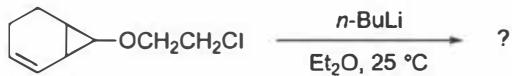 OCH2CH2Cl
n-BuLi
Et2O, 25 °C
?